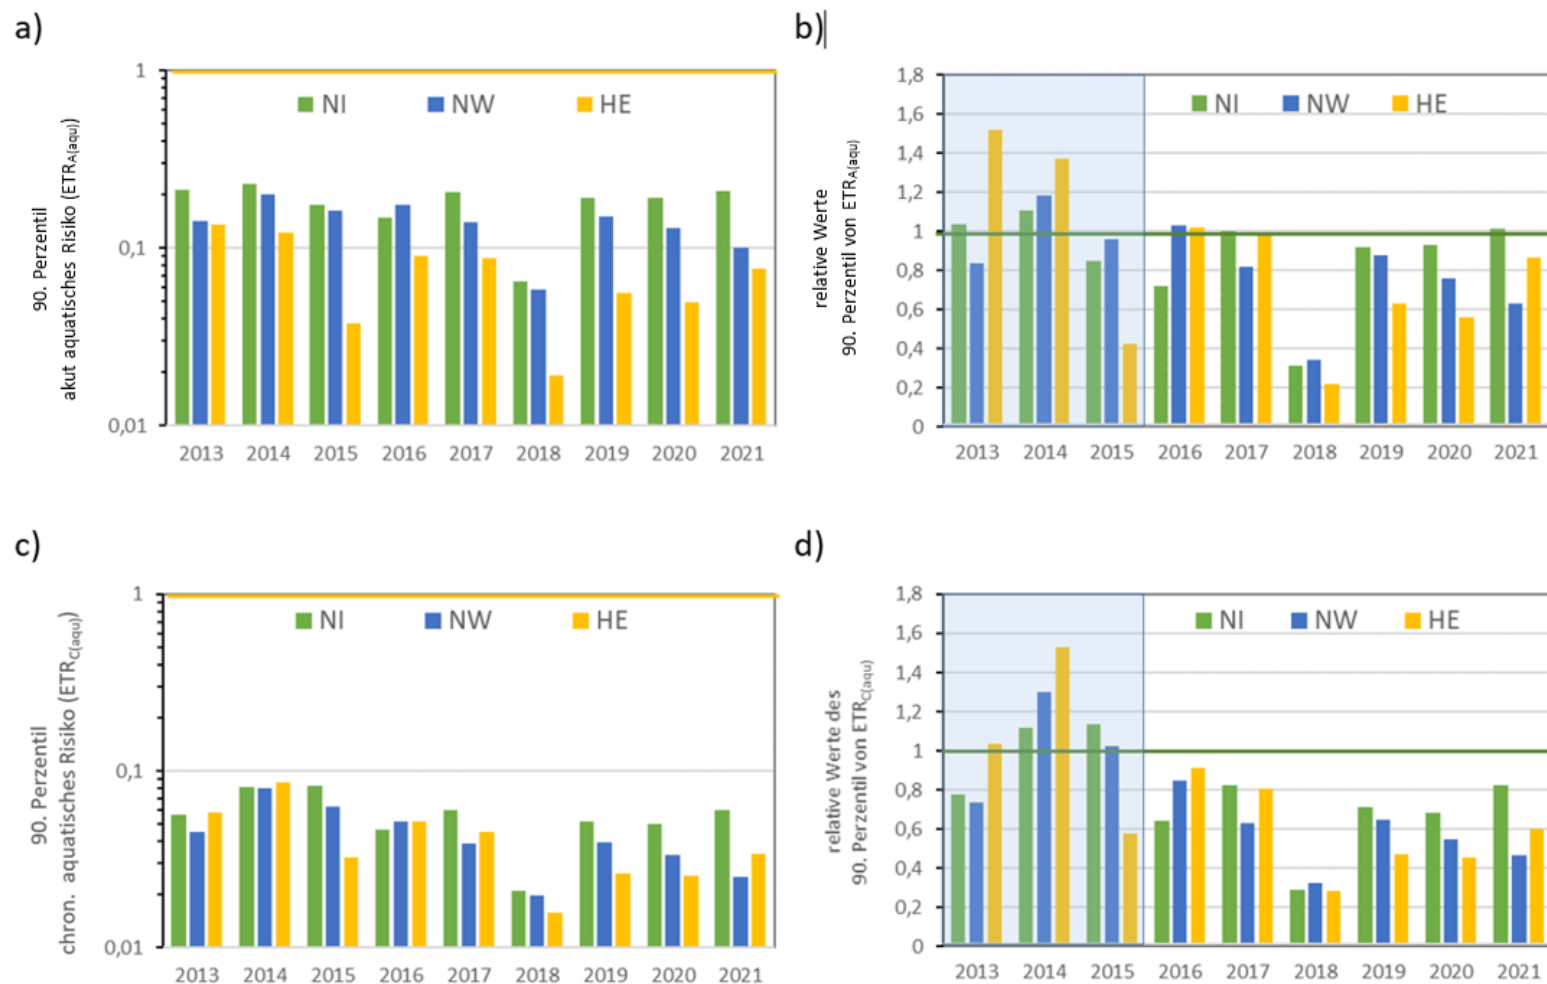 a)
1
0,1
0,01
90. Perzentil
akut aquatisches Risiko (ETRA(aqu))
NI NW HE
2013 2014 2015 2016 2017 2018 2019 2020 2021
b)
1,8
1,6
1,4
1,2
1
0,8
0,6
0,4
0,2
0
relative Werte
90. Perzentil von ETRA(aqu)
NI NW HE
2013 2014 2015 2016 2017 2018 2019 2020 2021
c)
1
0,1
0,01
90. Perzentil
chron. aquatisches Risiko (ETRC(aqu))
NI NW HE
2013 2014 2015 2016 2017 2018 2019 2020 2021
d)
1,8
1,6
1,4
1,2
1
0,8
0,6
0,4
0,2
0
relative Werte des
90. Perzentil von ETRC(aqu)
NI NW HE
2013 2014 2015 2016 2017 2018 2019 2020 2021